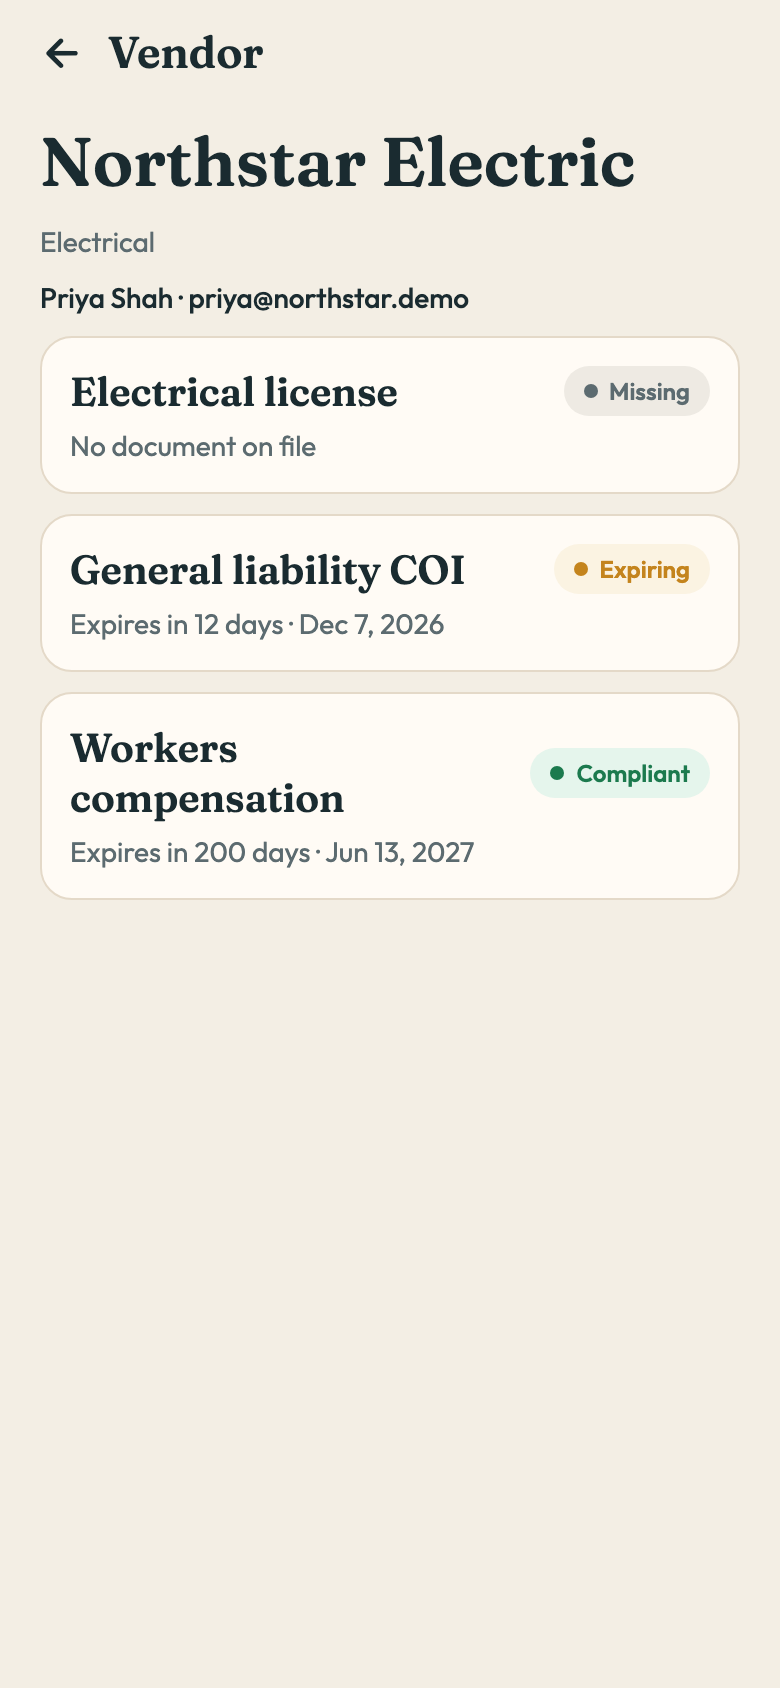 Vendor
Northstar Electric
Electrical
Priya Shah · priya@northstar.demo
Electrical license
Missing
No document on file
General liability COI
Expiring
Expires in 12 days · Dec 7, 2026
Workers
compensation
Compliant
Expires in 200 days · Jun 13, 2027